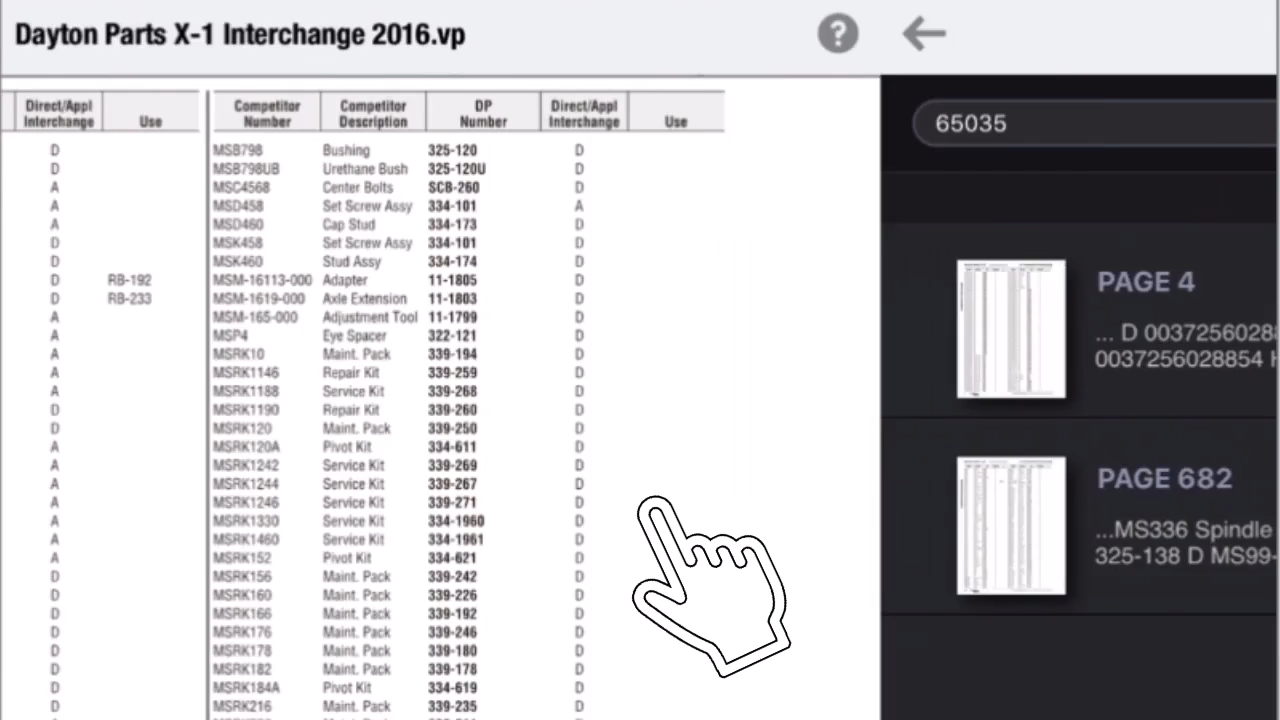 Dayton Parts X-1 Interchange 2016.vp
?
Direct/Appl Interchange Use Competitor Number Competitor Description DP Number Direct/Appl Interchange Use
D MSB798 Bushing 325-120 D
D MSB798UB Urethane Bush 325-120U D
A MSC4568 Center Bolts SCB-260 D
A MSD458 Set Screw Assy 334-101 A
A MSD460 Cap Stud 334-173 D
D MSK458 Set Screw Assy 334-101 D
D MSK460 Stud Assy 334-174 D
D RB-192 MSM-16113-000 Adapter 11-1805 D
D RB-233 MSM-1619-000 Axle Extension 11-1803 D
A MSM-165-000 Adjustment Tool 11-1799 D
A MSP4 Eye Spacer 322-121 D
A MSRK10 Maint. Pack 339-194 D
A MSRK1146 Repair Kit 339-259 D
A MSRK1188 Service Kit 339-268 D
D MSRK1190 Repair Kit 339-260 D
D MSRK120 Maint. Pack 339-250 D
A MSRK120A Pivot Kit 334-611 D
A MSRK1242 Service Kit 339-269 D
A MSRK1244 Service Kit 339-267 D
A MSRK1246 Service Kit 339-271 D
A MSRK1330 Service Kit 334-1960 D
A MSRK1460 Service Kit 334-1961 D
A MSRK152 Pivot Kit 334-621 D
D MSRK156 Maint. Pack 339-242 D
D MSRK160 Maint. Pack 339-226 D
D MSRK166 Maint. Pack 339-192 D
D MSRK176 Maint. Pack 339-246 D
D MSRK178 Maint. Pack 339-180 D
D MSRK182 Maint. Pack 339-178 D
D MSRK184A Pivot Kit 334-619 D
D MSRK216 Maint. Pack 339-235 D
65035
PAGE 4
... D 0037256028
0037256028854
PAGE 682
...MS336 Spindle
325-138 D MS99-